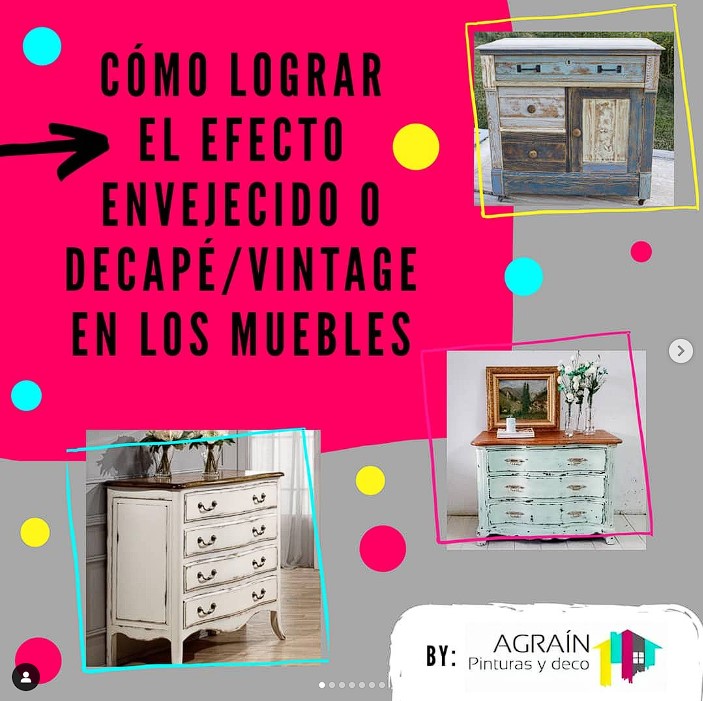 CÓMO LOGRAR
EL EFECTO
ENVEJECIDO O
DECAPÉ/VINTAGE
EN LOS MUEBLES
BY:
AGRAÍN
Pinturas y deco